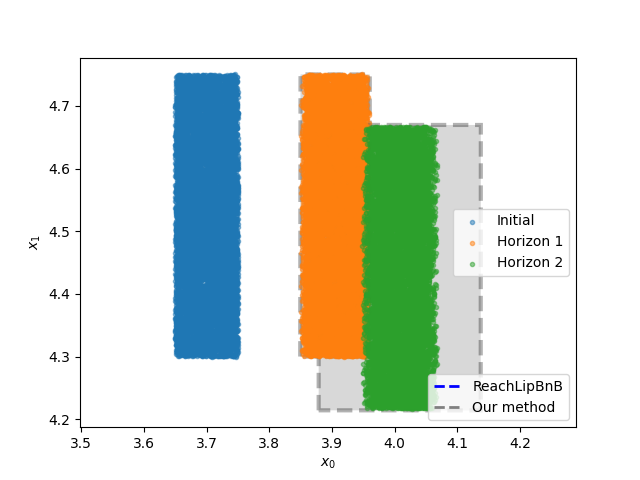 4.7
4.6
4.5
4.4
4.3
4.2
x₁
3.5 3.6 3.7 3.8 3.9 4.0 4.1 4.2
x₀
Initial
Horizon 1
Horizon 2
ReachLipBnB
Our method